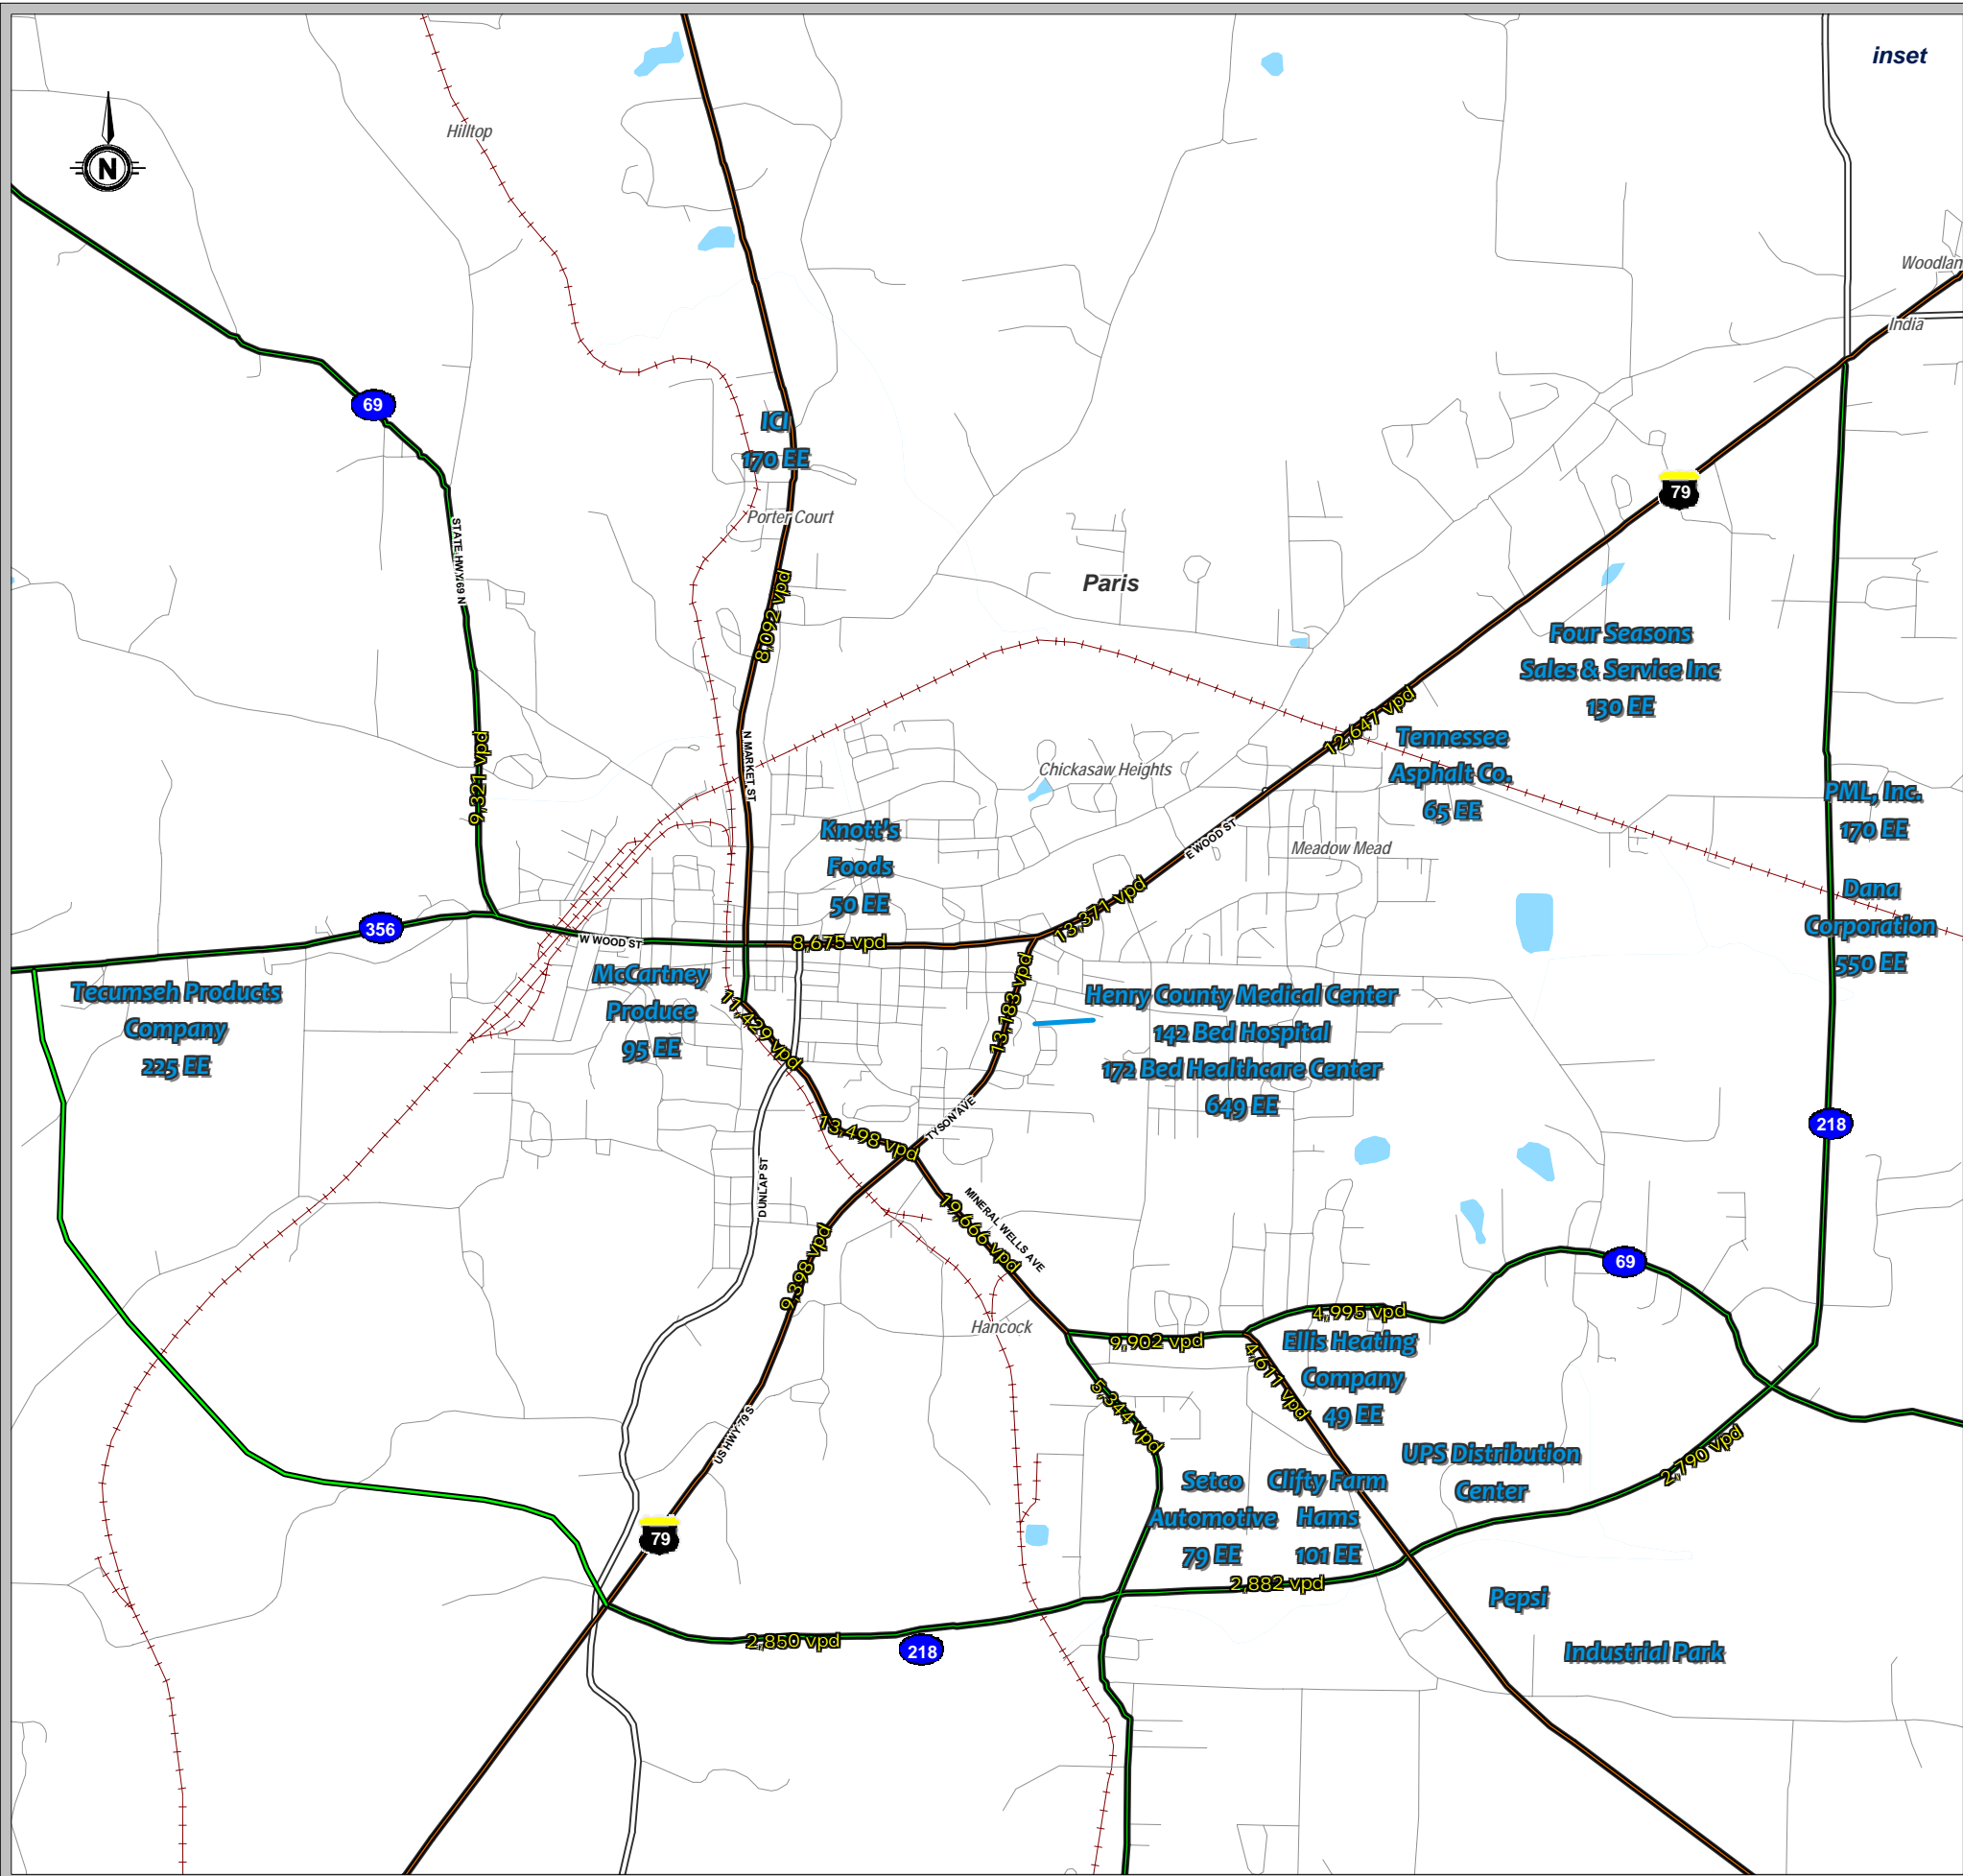 inset
Hilltop
N
Woodlan
India
69
ICI
170 EE
79
Porter Court
STATE HWY 69 N
8,092 vpd
Paris
Four Seasons
Sales & Service Inc
130 EE
12,647 vpd
Tennessee
Asphalt Co.
65 EE
9,321 vpd
N MARKET ST
Chickasaw Heights
PML, Inc.
170 EE
Knott's
Foods
50 EE
E WOOD ST
Meadow Mead
13,371 vpd
Dana
Corporation
550 EE
356
W WOOD ST
8,675 vpd
McCartney
Produce
95 EE
Tecumseh Products
Company
225 EE
11,429 vpd
13,183 vpd
Henry County Medical Center
142 Bed Hospital
172 Bed Healthcare Center
649 EE
218
13,498 vpd
TYSON AVE
DUNLAP ST
19,666 vpd
MINERAL WELLS AVE
9,398 vpd
69
Hancock
4,995 vpd
9,902 vpd
4,611 vpd
Ellis Heating
Company
49 EE
5,344 vpd
US HWY 79 S
UPS Distribution
Center
2,790 vpd
Setco
Automotive
79 EE
Clifty Farm
Hams
101 EE
79
2,882 vpd
Pepsi
2,850 vpd
218
Industrial Park